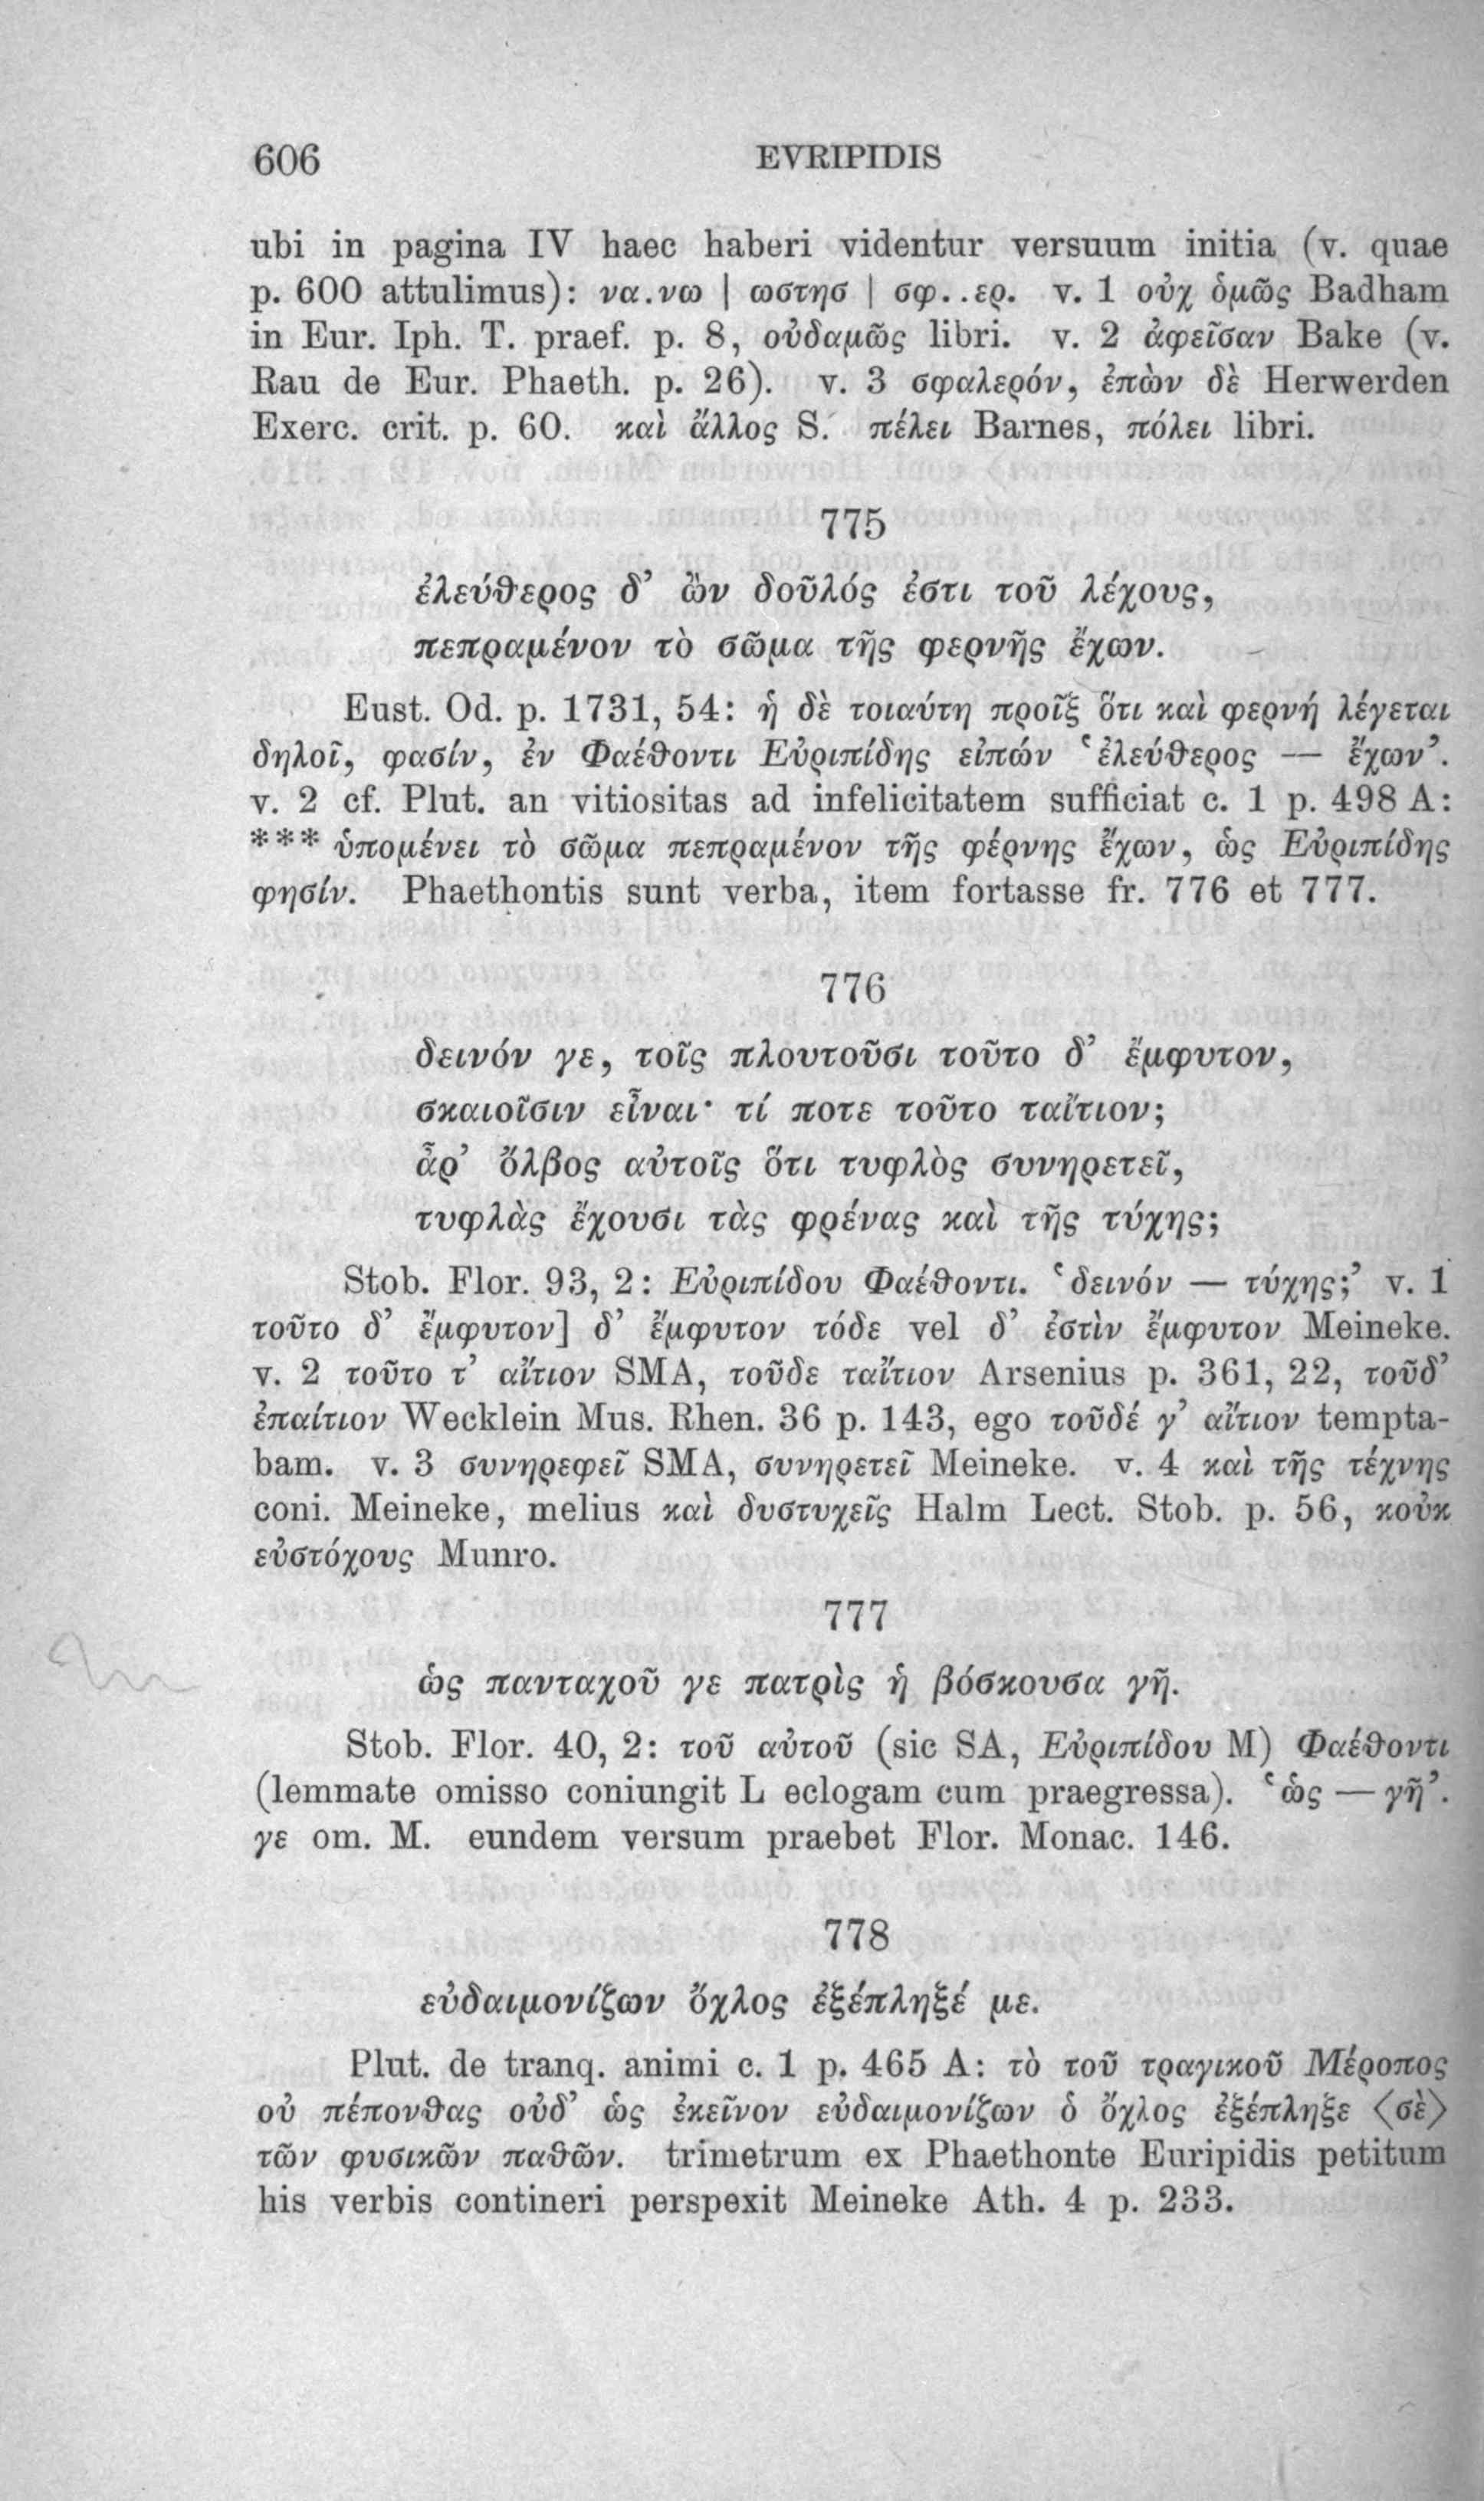 606 EVRIPIDIS
ubi in pagina IV haec haberi videntur versuum initia (v. quae
p. 600 attulimus): να.νω | ωστησ | σφ..ερ. v. 1 οὐχ ὁμῶς Badham
in Eur. Iph. T. praef. p. 8, οὐδαμῶς libri. v. 2 ἀφεῖσαν Bake (v.
Rau de Eur. Phaeth. p. 26). v. 3 σφαλερόν, ἐπὼν δὲ Herwerden
Exerc. crit. p. 60. καὶ ἄλλος S. πέλει Barnes, πόλει libri.
775
ἐλεύθερος δ’ ὢν δοῦλός ἐστι τοῦ λέχους,
πεπραμένον τὸ σῶμα τῆς φερνῆς ἔχων.
Eust. Od. p. 1731, 54: ἡ δὲ τοιαύτη προῖξ ὅτι καὶ φερνή λέγεται
δηλοῖ, φασίν, ἐν Φαέθοντι Εὐριπίδης εἰπών ‘ἐλεύθερος — ἔχων’.
v. 2 cf. Plut. an vitiositas ad infelicitatem sufficiat c. 1 p. 498 A:
*** ὑπομένει τὸ σῶμα πεπραμένον τῆς φέρνης ἔχων, ὡς Εὐριπίδης
φησίν. Phaethontis sunt verba, item fortasse fr. 776 et 777.
776
δεινόν γε, τοῖς πλουτοῦσι τοῦτο δ’ ἔμφυτον,
σκαιοῖσιν εἶναι· τί ποτε τοῦτο ταἴτιον;
ἆρ’ ὄλβος αὐτοῖς ὅτι τυφλὸς συνηρετεῖ,
τυφλὰς ἔχουσι τὰς φρένας καὶ τῆς τύχης;
Stob. Flor. 93, 2: Εὐριπίδου Φαέθοντι. ‘δεινόν — τύχης;’ v. 1
τοῦτο δ’ ἔμφυτον] δ’ ἔμφυτον τόδε vel δ’ ἐστὶν ἔμφυτον Meineke.
v. 2 τοῦτο τ’ αἴτιον SMA, τοῦδε ταἴτιον Arsenius p. 361, 22, τοῦδ’
ἐπαίτιον Wecklein Mus. Rhen. 36 p. 143, ego τοῦδέ γ’ αἴτιον tempta-
bam. v. 3 συνηρεφεῖ SMA, συνηρετεῖ Meineke. v. 4 καὶ τῆς τέχνης
coni. Meineke, melius καὶ δυστυχεῖς Halm Lect. Stob. p. 56, κοὐκ
εὐστόχους Munro.
777
ὡς πανταχοῦ γε πατρὶς ἡ βόσκουσα γῆ.
Stob. Flor. 40, 2: τοῦ αὐτοῦ (sic SA, Εὐριπίδου M) Φαέθοντι
(lemmate omisso coniungit L eclogam cum praegressa). ‘ὡς — γῆ’.
γε om. M. eundem versum praebet Flor. Monac. 146.
778
εὐδαιμονίζων ὄχλος ἐξέπληξέ με.
Plut. de tranq. animi c. 1 p. 465 A: τὸ τοῦ τραγικοῦ Μέροπος
οὐ πέπονθας οὐδ’ ὡς ἐκεῖνον εὐδαιμονίζων ὁ ὄχλος ἐξέπληξε 〈σὲ〉
τῶν φυσικῶν παθῶν. trimetrum ex Phaethonte Euripidis petitum
his verbis contineri perspexit Meineke Ath. 4 p. 233.